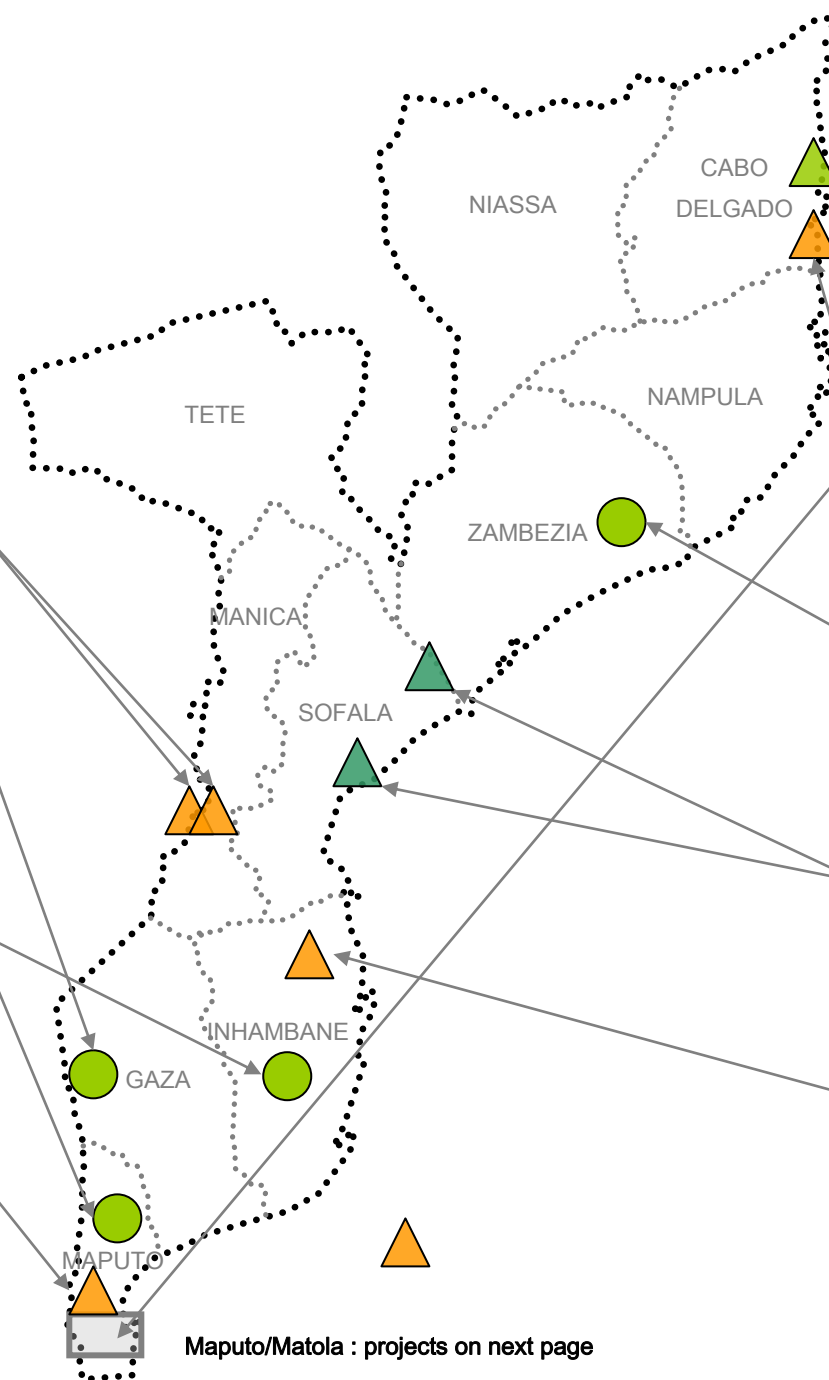 CABO
DELGADO
NIASSA
NAMPULA
TETE
ZAMBEZIA
MANICA
SOFALA
INHAMBANE
GAZA
MAPUTO
Maputo/Matola : projects on next page